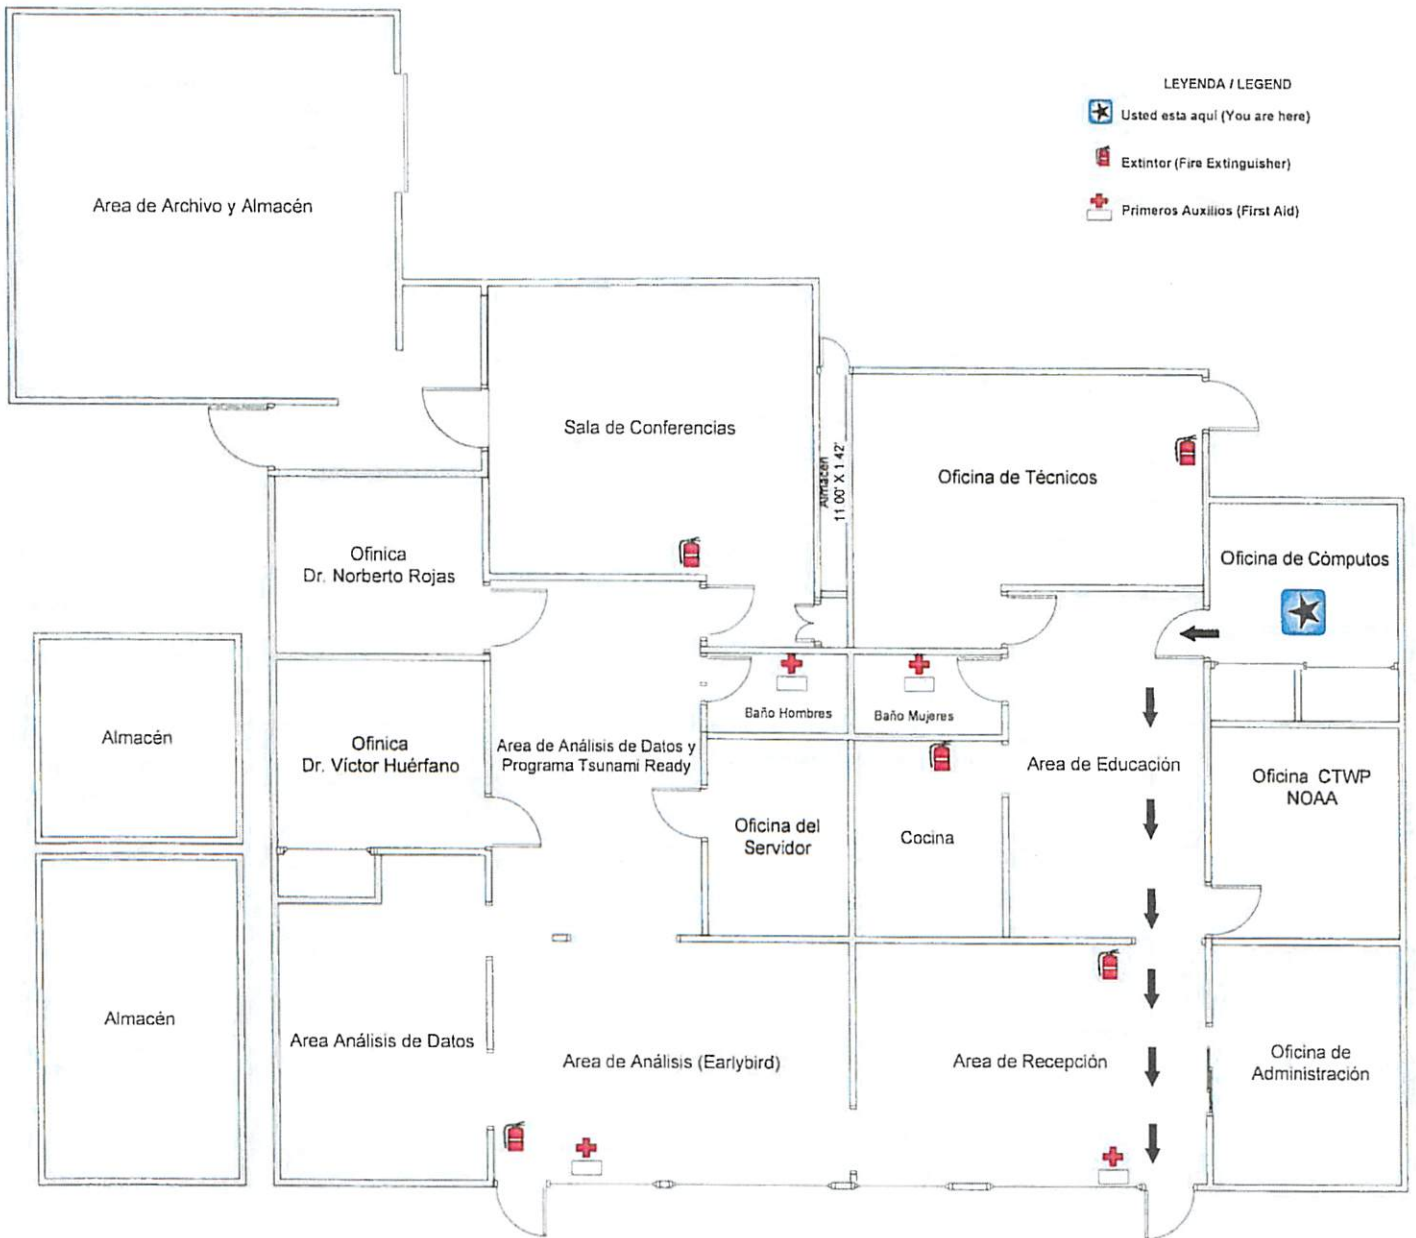 LEYENDA / LEGEND
Usted esta aquí (You are here)
Extintor (Fire Extinguisher)
Primeros Auxilios (First Aid)
Area de Archivo y Almacén
Sala de Conferencias
Almacén
11 00' X 1 42'
Oficina de Técnicos
Oficina de Cómputos
Ofinica
Dr. Norberto Rojas
Almacén
Ofinica
Dr. Víctor Huérfano
Area de Análisis de Datos y
Programa Tsunami Ready
Baño Hombres
Baño Mujeres
Area de Educación
Oficina CTWP
NOAA
Oficina del
Servidor
Cocina
Almacén
Area Análisis de Datos
Area de Análisis (Earlybird)
Area de Recepción
Oficina de
Administración